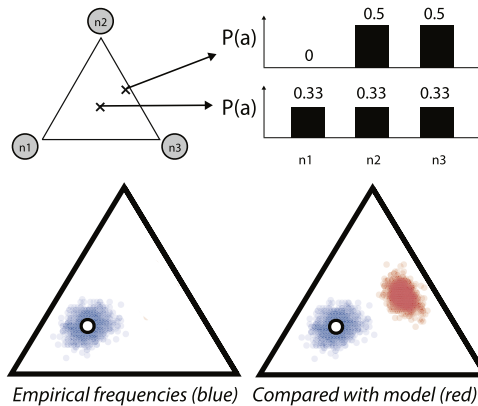 n2
0.5 0.5
P(a)
0
0.33 0.33 0.33
P(a)
n1 n3
n1 n2 n3
Empirical frequencies (blue) Compared with model (red)